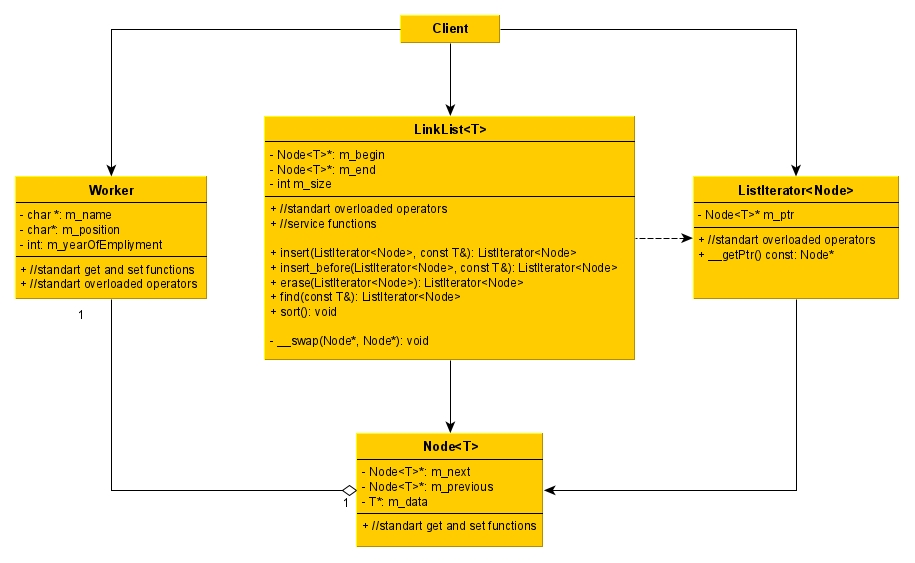 Client
LinkList<T>
- Node<T>*: m_begin
- Node<T>*: m_end
- int m_size
+ //standart overloaded operators
+ //service functions
+ insert(ListIterator<Node>, const T&): ListIterator<Node>
+ insert_before(ListIterator<Node>, const T&): ListIterator<Node>
+ erase(ListIterator<Node>): ListIterator<Node>
+ find(const T&): ListIterator<Node>
+ sort(): void
- __swap(Node*, Node*): void
Worker
- char *: m_name
- char*: m_position
- int: m_yearOfEmpliyment
+ //standart get and set functions
+ //standart overloaded operators
1
ListIterator<Node>
- Node<T>* m_ptr
+ //standart overloaded operators
+ __getPtr() const: Node*
Node<T>
- Node<T>*: m_next
- Node<T>*: m_previous
- T*: m_data
+ //standart get and set functions
1